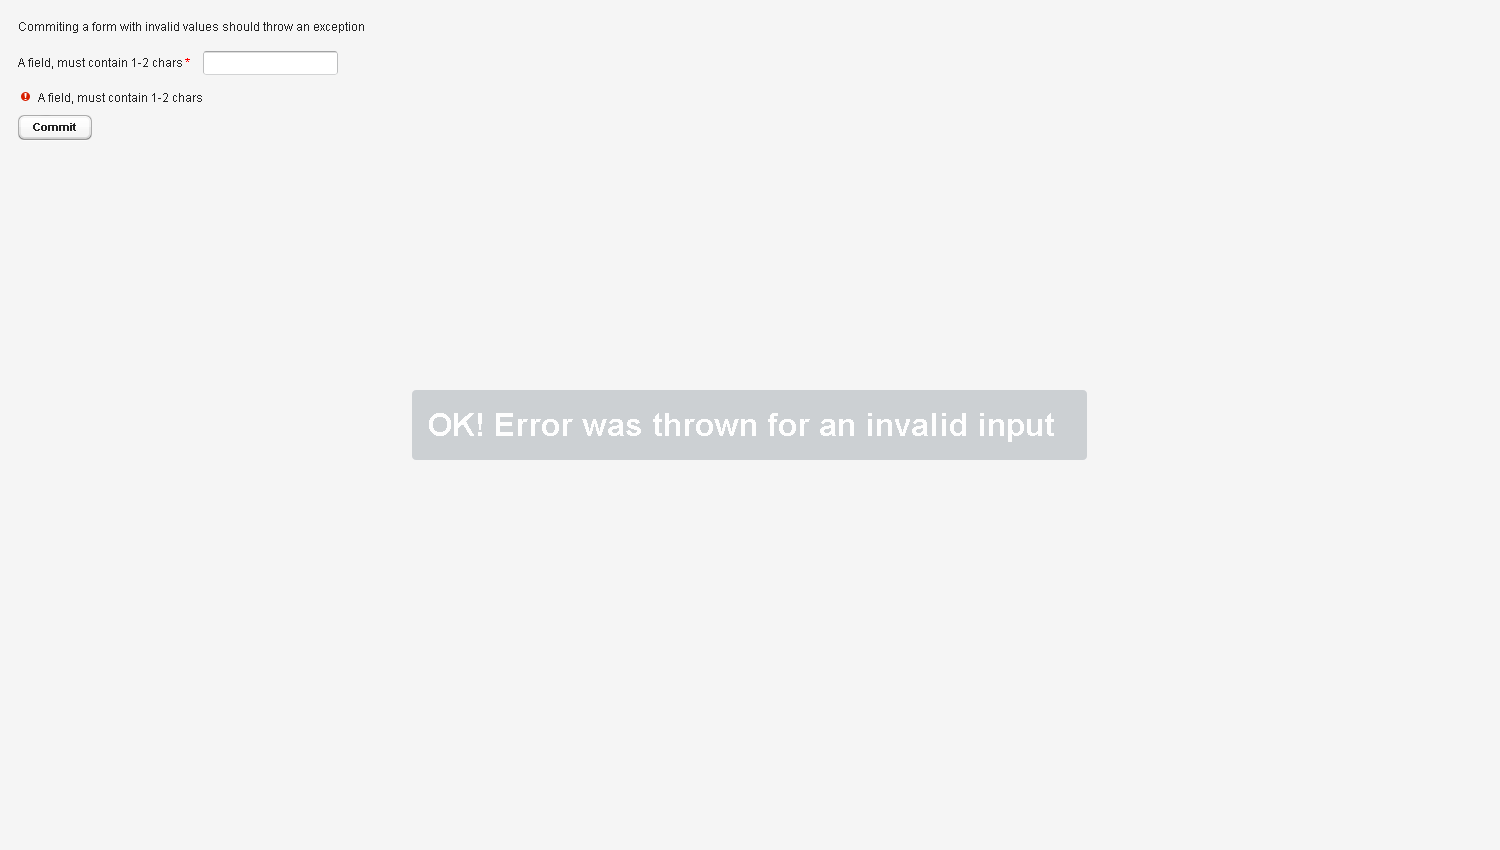 Commiting a form with invalid values should throw an exception
A field, must contain 1-2 chars *
A field, must contain 1-2 chars
Commit
OK! Error was thrown for an invalid input